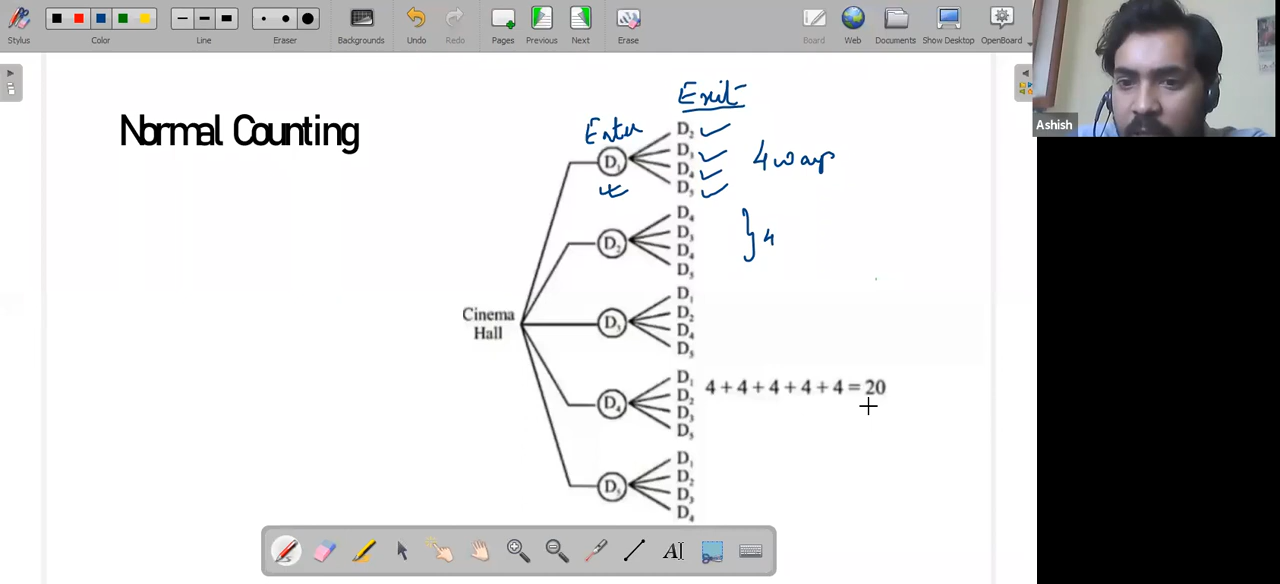 Stylus
Color
Line
Eraser
Backgrounds
Undo
Redo
Pages
Previous
Next
Erase
Board
Web
Documents
Show Desktop
OpenBoard
Ashish
Normal Counting
Exit
Enter
D₁
D₂
D₃
D₄
D₅
4 ways
D₂
D₄
D₃
D₄
D₅
4
Cinema
Hall
D₃
D₁
D₂
D₄
D₅
D₄
D₁
D₂
D₃
D₅
4 + 4 + 4 + 4 + 4 = 20
D₅
D₁
D₂
D₃
D₄
A